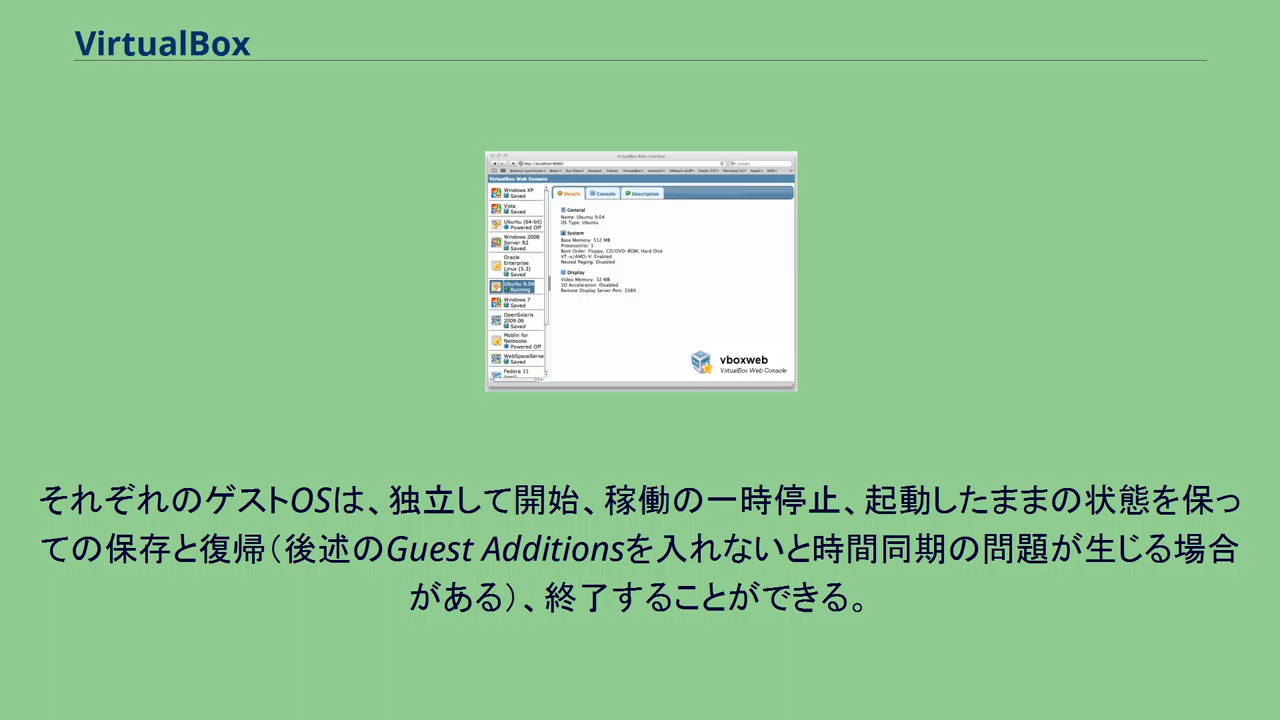 VirtualBox
VirtualBox Web Interface
http://localhost:8080/
Google
VirtualBox Web Console
Windows XP
Saved
Vista
Saved
Ubuntu (64-bit)
Powered Off
Windows 2008
Server R2
Saved
Oracle
Enterprise
Linux (5.3)
Saved
Ubuntu 9.04
Running
Windows 7
Saved
OpenSolaris
2009.06
Saved
Moblin for
Netbooks
Powered Off
WebSpaceServe
Saved
Fedora 11
Details
Console
Description
General
Name: Ubuntu 9.04
OS Type: Ubuntu
System
Base Memory: 512 MB
Processor(s): 1
Boot Order: Floppy, CD/DVD-ROM, Hard Disk
VT-x/AMD-V: Enabled
Nested Paging: Disabled
Display
Video Memory: 32 MB
3D Acceleration: Disabled
Remote Display Server Port: 3389
vboxweb
VirtualBox Web Console
それぞれのゲストOSは、独立して開始、稼働の一時停止、起動したままの状態を保っ
ての保存と復帰（後述のGuest Additionsを入れないと時間同期の問題が生じる場合
がある）、終了することができる。